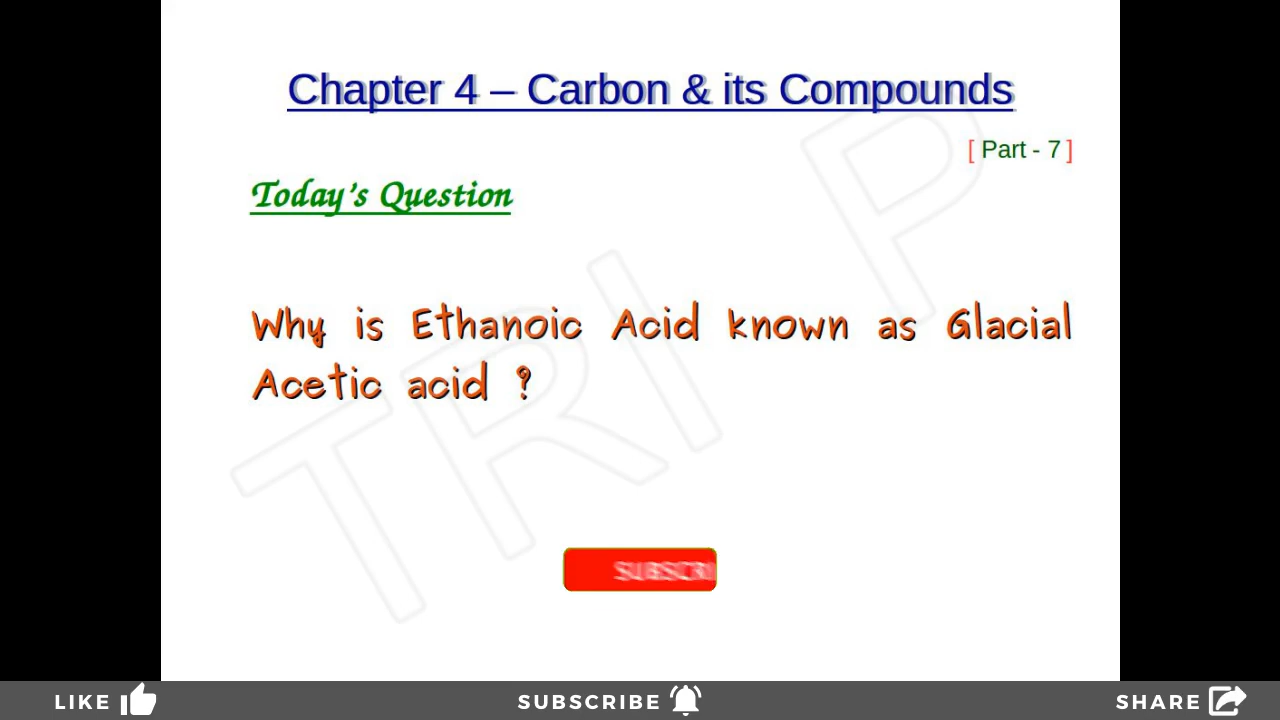 Chapter 4 – Carbon & its Compounds
[ Part - 7 ]
Today's Question
Why is Ethanoic Acid known as Glacial
Acetic acid ?
TRI P
LIKE
SUBSCRIBE
SHARE